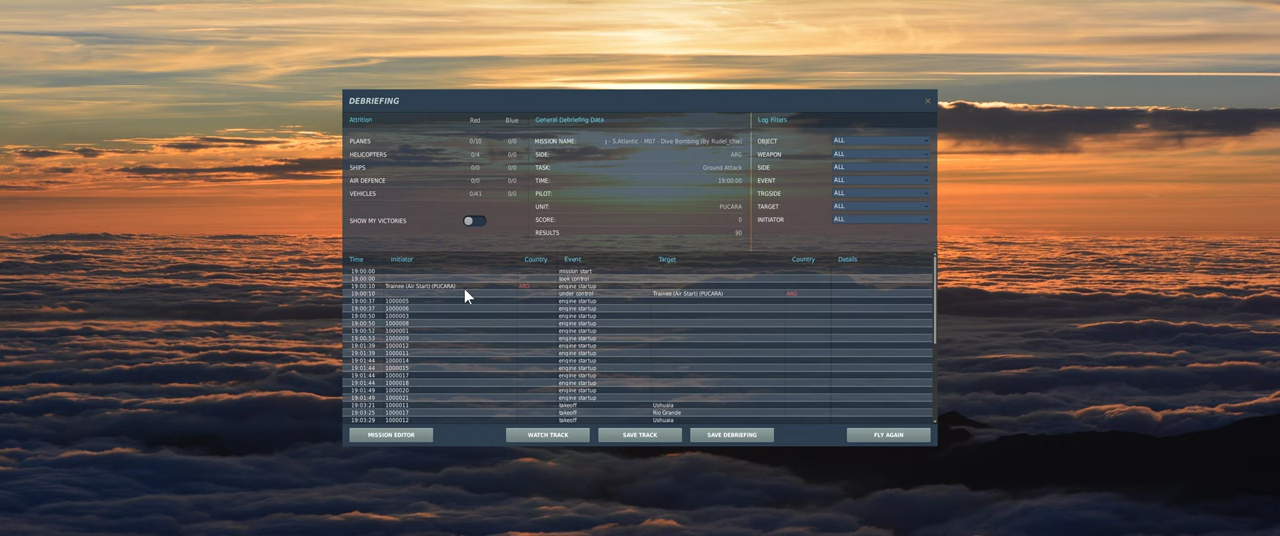 DEBRIEFING
Attrition Red Blue General Debriefing Data Log Filters
PLANES 0/10 0/0 MISSION NAME: - S.Atlantic - M07 - Dive Bombing (by Rudel_chw) OBJECT ALL
HELICOPTERS 0/4 0/0 SIDE: ARG WEAPON ALL
SHIPS 0/0 0/0 TASK: Ground Attack SIDE ALL
AIR DEFENCE 0/0 0/0 TIME: 19:00:00 EVENT ALL
VEHICLES 0/41 0/0 PILOT: TRGSIDE ALL
UNIT: PUCARA TARGET ALL
SHOW MY VICTORIES SCORE: 0 INITIATOR ALL
RESULTS 90
Time Initiator Country Event Target Country Details
19:00:00 mission start
19:00:00 took control
19:00:10 Trainee (Air Start) (PUCARA) ARG engine startup
19:00:10 under control Trainee (Air Start) (PUCARA) ARG
19:00:37 1000005 engine startup
19:00:37 1000006 engine startup
19:00:50 1000003 engine startup
19:00:50 1000008 engine startup
19:00:52 1000001 engine startup
19:00:53 1000009 engine startup
19:01:39 1000012 engine startup
19:01:39 1000011 engine startup
19:01:44 1000014 engine startup
19:01:44 1000015 engine startup
19:01:44 1000017 engine startup
19:01:44 1000018 engine startup
19:01:49 1000020 engine startup
19:01:49 1000021 engine startup
19:03:21 1000011 takeoff Ushuaia
19:03:25 1000017 takeoff Rio Grande
19:03:29 1000012 takeoff Ushuaia
MISSION EDITOR WATCH TRACK SAVE TRACK SAVE DEBRIEFING FLY AGAIN